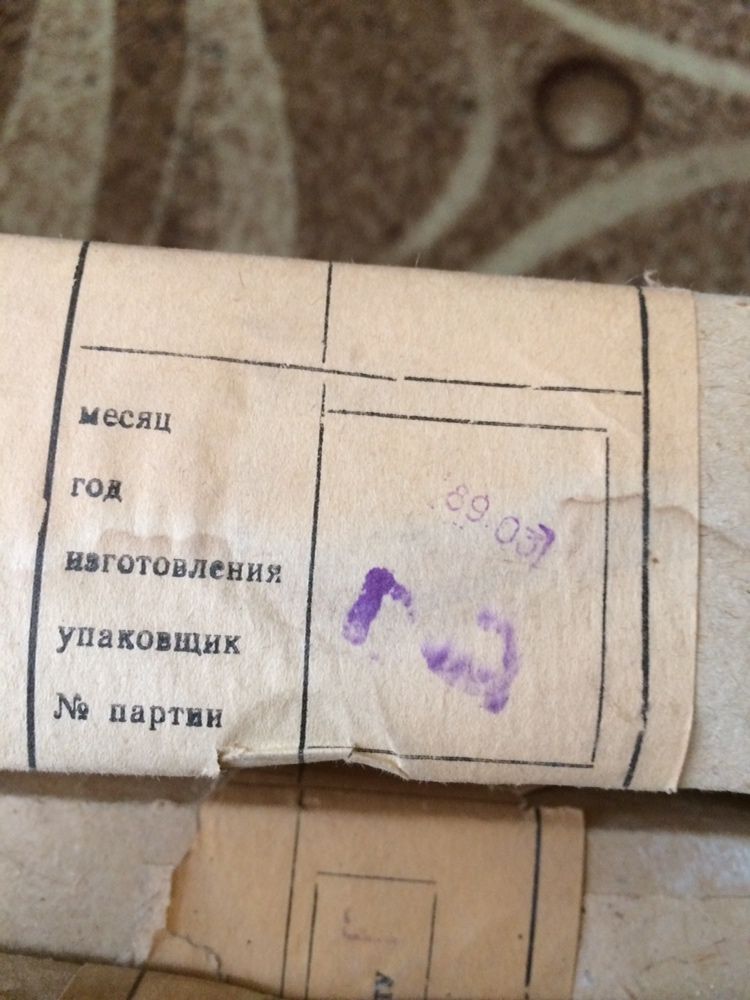 месяц
год
89.03
изготовления
упаковщик
№ партии